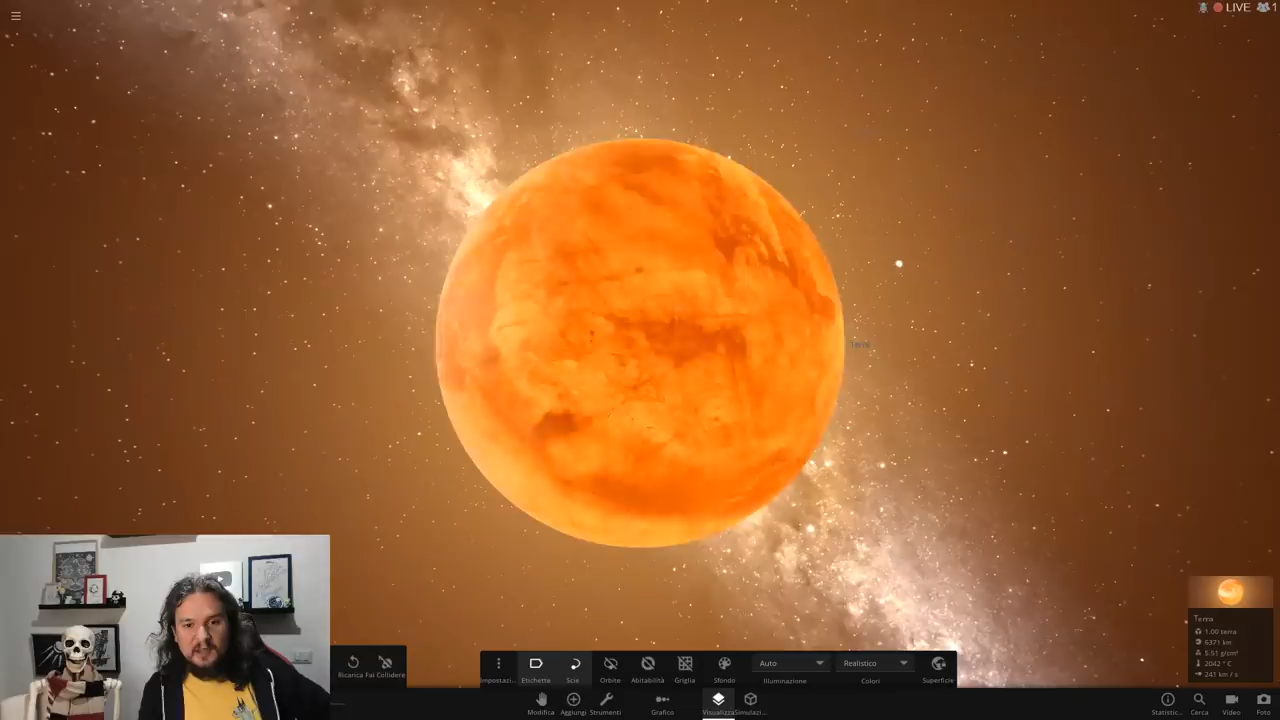 LIVE 1
Terra
Terra
1.00 terra
6371 km
5.51 g/cm³
2042 ° C
241 km / s
Ricarica Fai Collidere
Impostazi... Etichette Scie Orbite Abitabilità Griglia Sfondo
Auto
Illuminazione
Realistico
Colori
Superficie
Modifica Aggiungi Strumenti Grafico Visualizza Simulazi...
Statistic... Cerca Video Foto